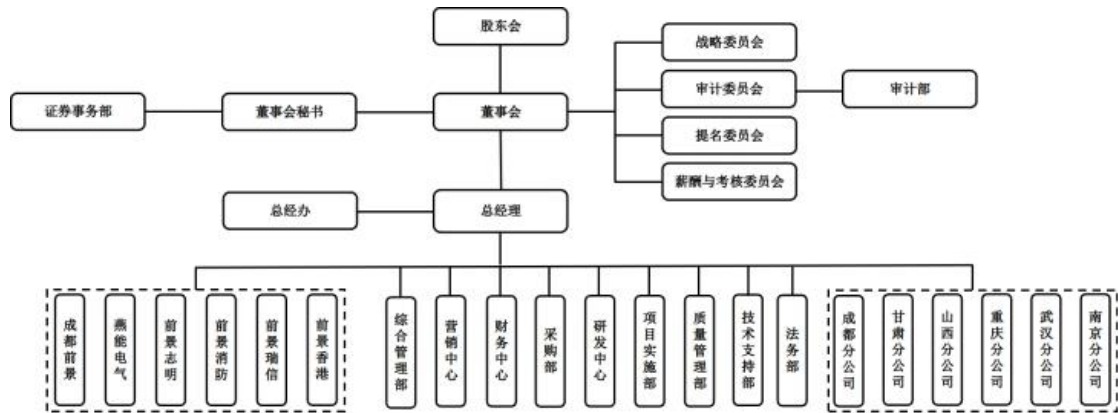 股东会
战略委员会
审计委员会
审计部
证券事务部
董事会秘书
董事会
提名委员会
薪酬与考核委员会
总经办
总经理
成都前景
燕能电气
前景志明
前景消防
前景瑞信
前景香港
综合管理部
营销中心
财务中心
采购部
研发中心
项目实施部
质量管理部
技术支持部
法务部
成都分公司
甘肃分公司
山西分公司
重庆分公司
武汉分公司
南京分公司